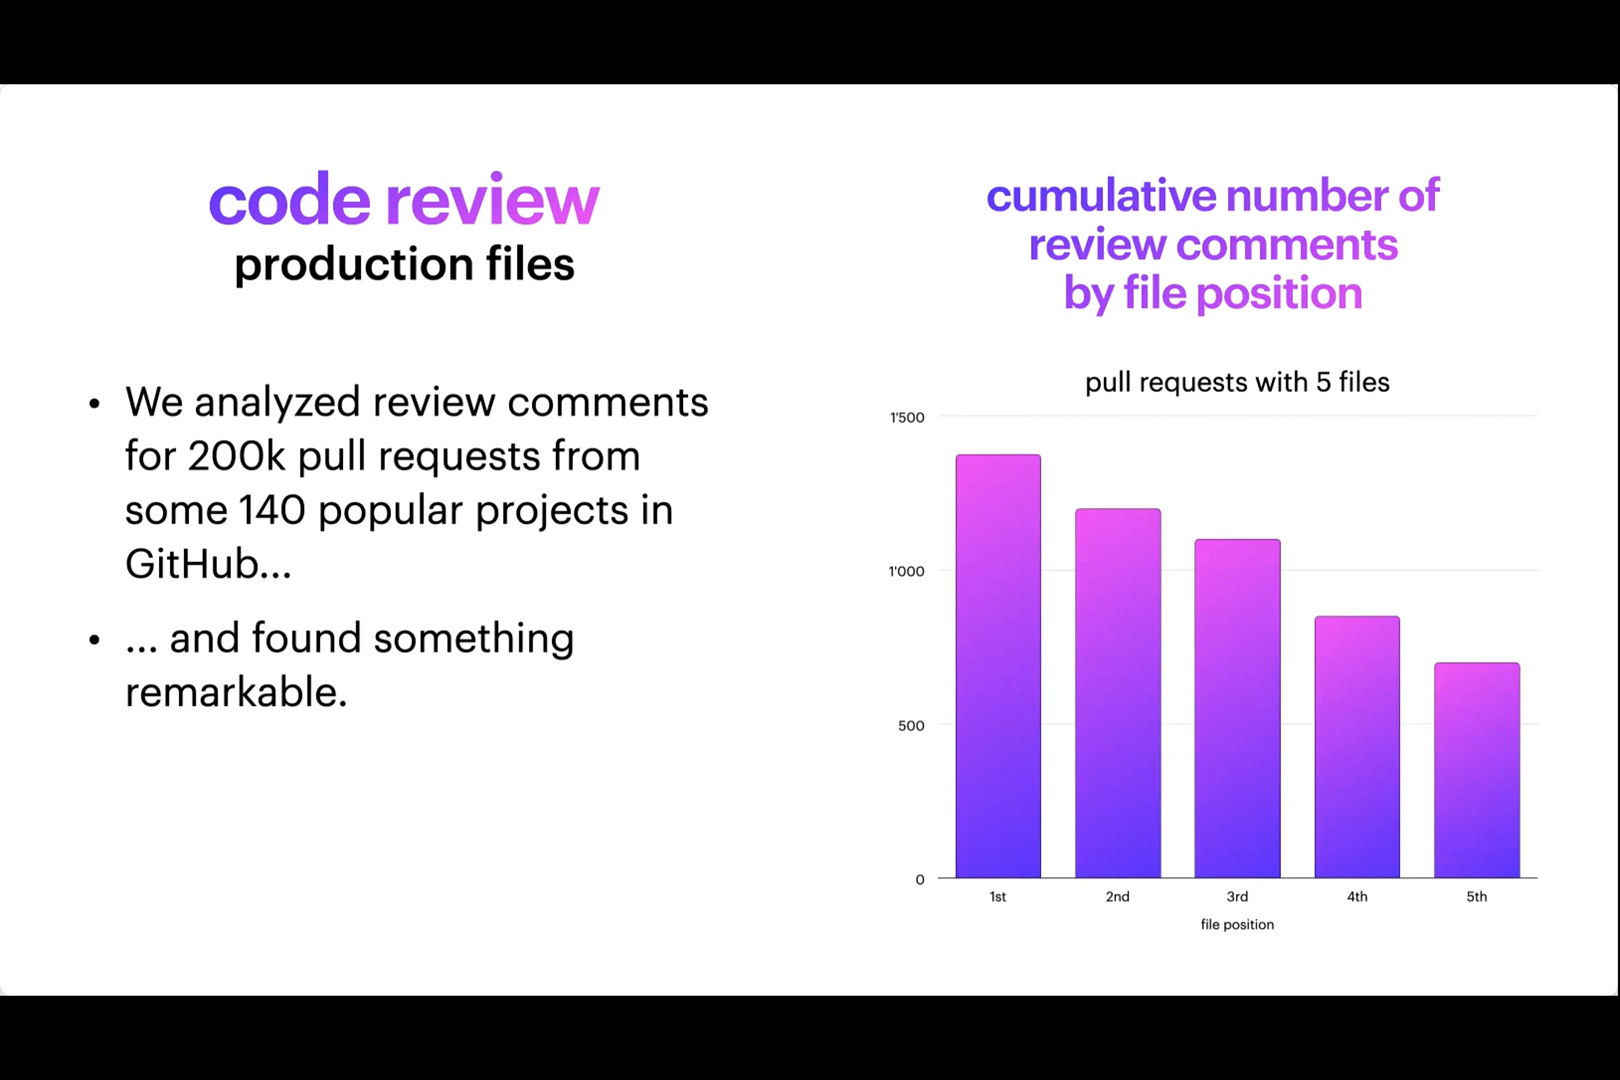 code review
production files
• We analyzed review comments
for 200k pull requests from
some 140 popular projects in
GitHub...
• ... and found something
remarkable.
cumulative number of
review comments
by file position
pull requests with 5 files
1'500
1'000
500
0
1st 2nd 3rd 4th 5th
file position